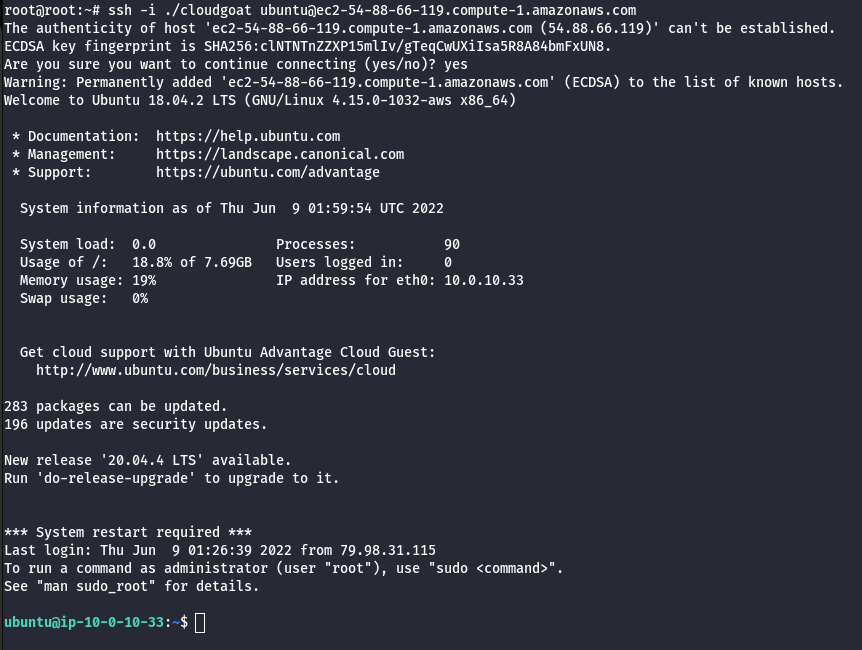 root@root:~# ssh -i ./cloudgoat ubuntu@ec2-54-88-66-119.compute-1.amazonaws.com
The authenticity of host 'ec2-54-88-66-119.compute-1.amazonaws.com (54.88.66.119)' can't be established.
ECDSA key fingerprint is SHA256:clNTNTnZZXP15mlIv/gTeqCwUXiIsa5R8A84bmFxUN8.
Are you sure you want to continue connecting (yes/no)? yes
Warning: Permanently added 'ec2-54-88-66-119.compute-1.amazonaws.com' (ECDSA) to the list of known hosts.
Welcome to Ubuntu 18.04.2 LTS (GNU/Linux 4.15.0-1032-aws x86_64)
* Documentation:  https://help.ubuntu.com
* Management:     https://landscape.canonical.com
* Support:        https://ubuntu.com/advantage
System information as of Thu Jun  9 01:59:54 UTC 2022
System load:  0.0               Processes:           90
Usage of /:   18.8% of 7.69GB   Users logged in:     0
Memory usage: 19%               IP address for eth0: 10.0.10.33
Swap usage:   0%
Get cloud support with Ubuntu Advantage Cloud Guest:
http://www.ubuntu.com/business/services/cloud
283 packages can be updated.
196 updates are security updates.
New release '20.04.4 LTS' available.
Run 'do-release-upgrade' to upgrade to it.
*** System restart required ***
Last login: Thu Jun  9 01:26:39 2022 from 79.98.31.115
To run a command as administrator (user "root"), use "sudo <command>".
See "man sudo_root" for details.
ubuntu@ip-10-0-10-33:~$